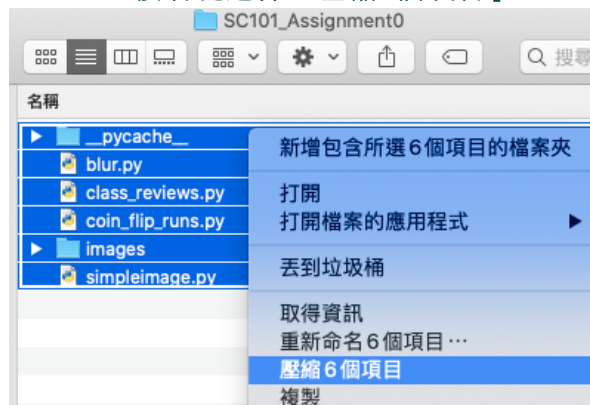 SC101_Assignment0
搜尋
名稱
__pycache__
blur.py
class_reviews.py
coin_flip_runs.py
images
simpleimage.py
新增包含所選6個項目的檔案夾
打開
打開檔案的應用程式
丟到垃圾桶
取得資訊
重新命名6個項目⋯
壓縮6個項目
複製